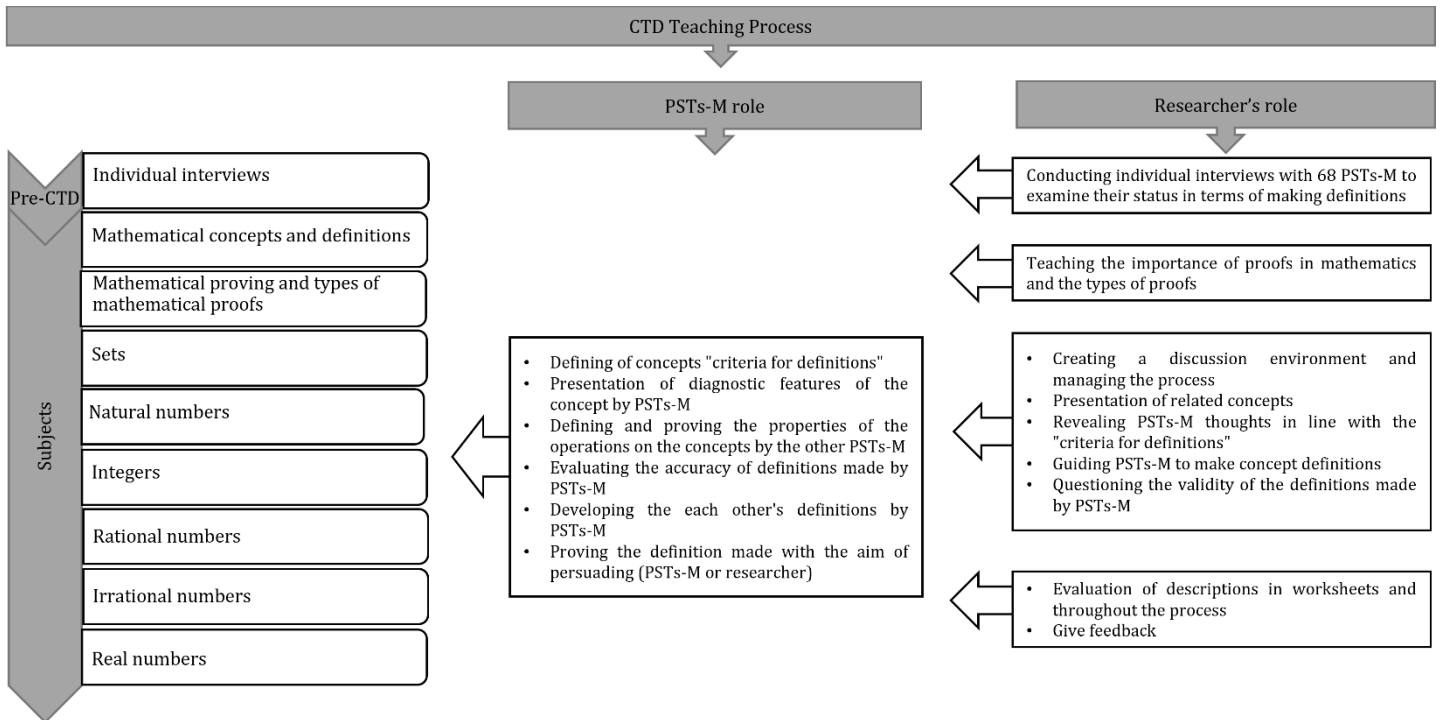 CTD Teaching Process
PSTs-M role
Researcher's role
Pre-CTD
Subjects
Individual interviews
Mathematical concepts and definitions
Mathematical proving and types of
mathematical proofs
Sets
Natural numbers
Integers
Rational numbers
Irrational numbers
Real numbers
• Defining of concepts "criteria for definitions"
• Presentation of diagnostic features of the
concept by PSTs-M
• Defining and proving the properties of the
operations on the concepts by the other PSTs-M
• Evaluating the accuracy of definitions made by
PSTs-M
• Developing the each other's definitions by
PSTs-M
• Proving the definition made with the aim of
persuading (PSTs-M or researcher)
Conducting individual interviews with 68 PSTs-M to
examine their status in terms of making definitions
Teaching the importance of proofs in mathematics
and the types of proofs
• Creating a discussion environment and
managing the process
• Presentation of related concepts
• Revealing PSTs-M thoughts in line with the
"criteria for definitions"
• Guiding PSTs-M to make concept definitions
• Questioning the validity of the definitions made
by PSTs-M
• Evaluation of descriptions in worksheets and
throughout the process
• Give feedback